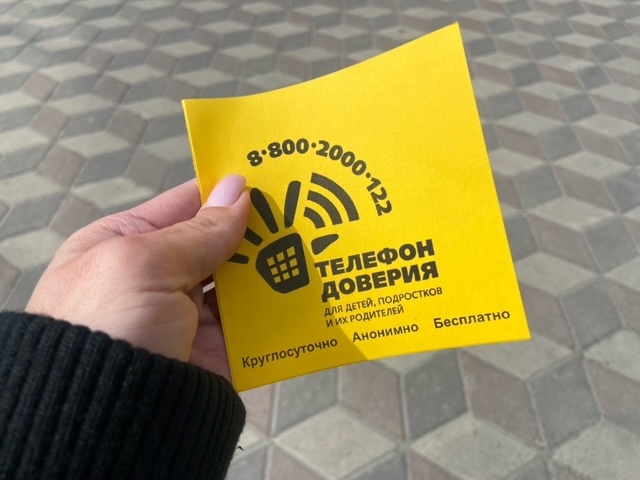 8·800·2000·122
ТЕЛЕФОН
ДОВЕРИЯ
ДЛЯ ДЕТЕЙ, ПОДРОСТКОВ
И ИХ РОДИТЕЛЕЙ
Круглосуточно Анонимно Бесплатно